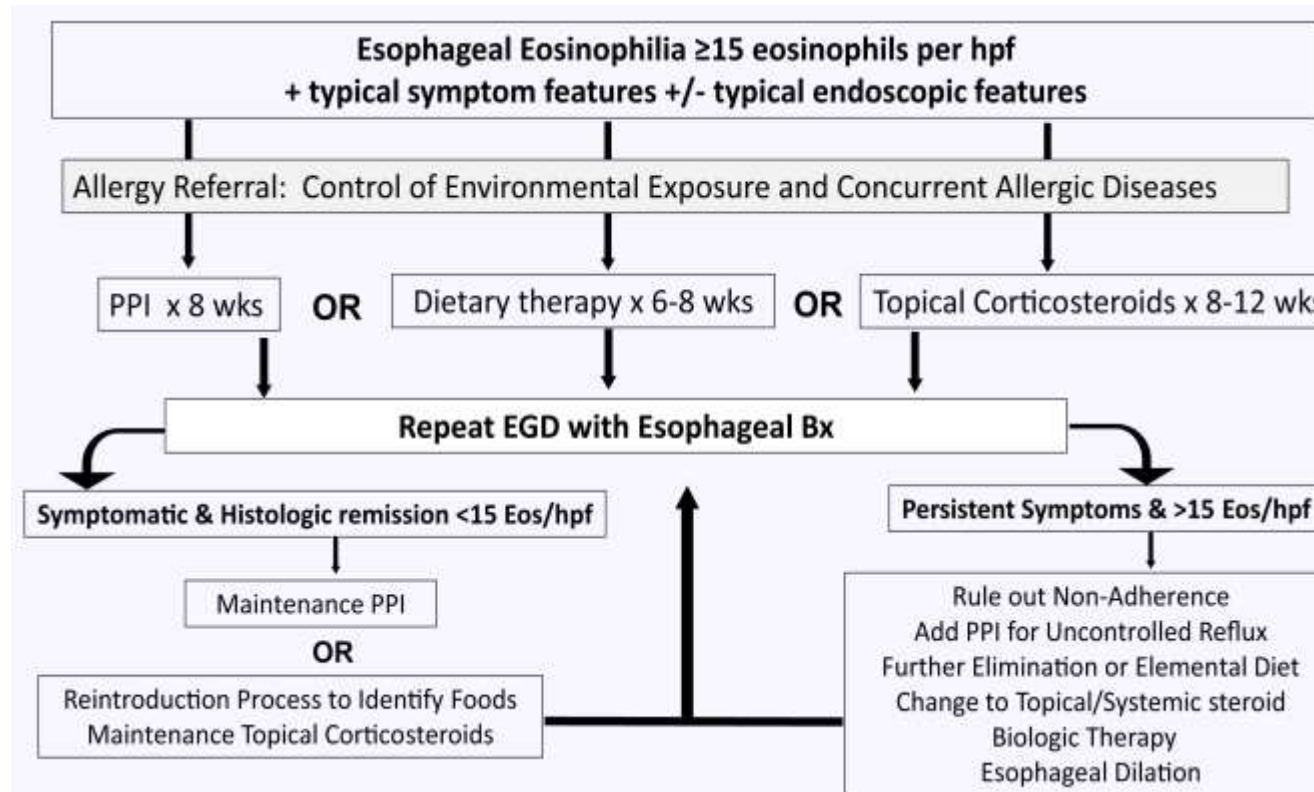 Esophageal Eosinophilia ≥15 eosinophils per hpf
+ typical symptom features +/- typical endoscopic features
Allergy Referral: Control of Environmental Exposure and Concurrent Allergic Diseases
PPI x 8 wks
OR
Dietary therapy x 6-8 wks
OR
Topical Corticosteroids x 8-12 wks
Repeat EGD with Esophageal Bx
Symptomatic & Histologic remission <15 Eos/hpf
Persistent Symptoms & >15 Eos/hpf
Maintenance PPI
OR
Reintroduction Process to Identify Foods
Maintenance Topical Corticosteroids
Rule out Non-Adherence
Add PPI for Uncontrolled Reflux
Further Elimination or Elemental Diet
Change to Topical/Systemic steroid
Biologic Therapy
Esophageal Dilation